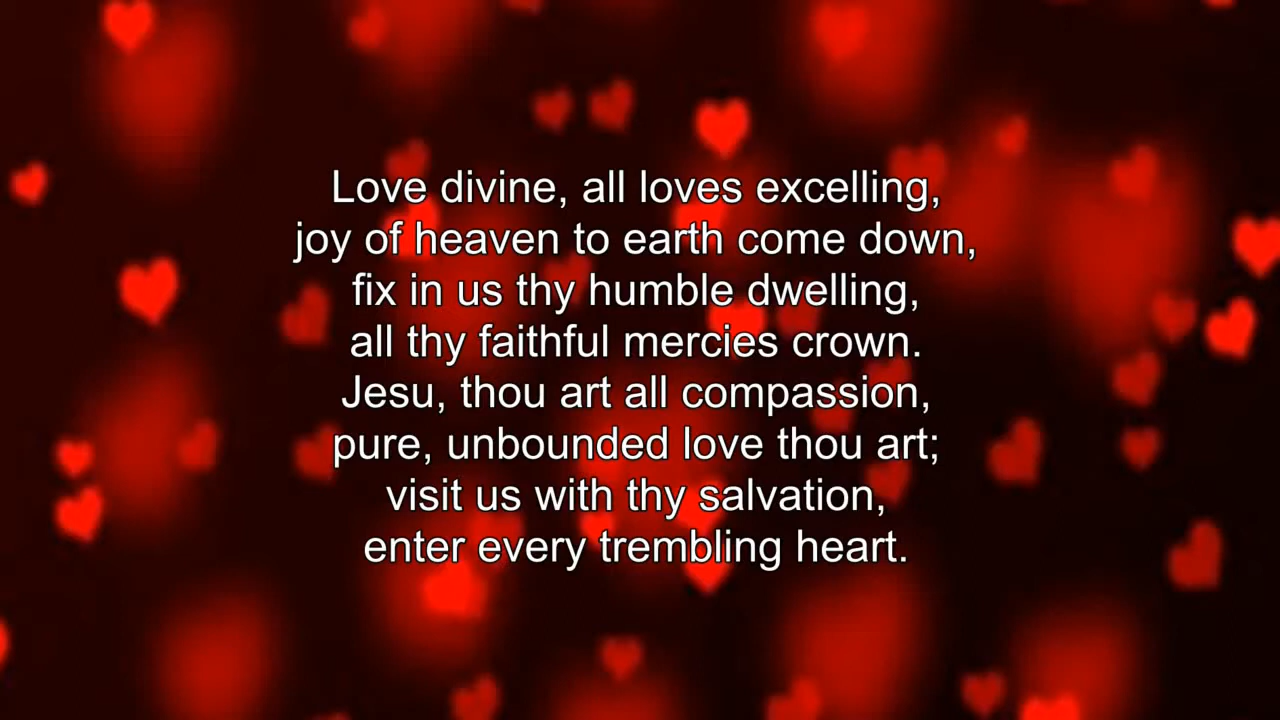 Love divine, all loves excelling,
joy of heaven to earth come down,
fix in us thy humble dwelling,
all thy faithful mercies crown.
Jesu, thou art all compassion,
pure, unbounded love thou art;
visit us with thy salvation,
enter every trembling heart.